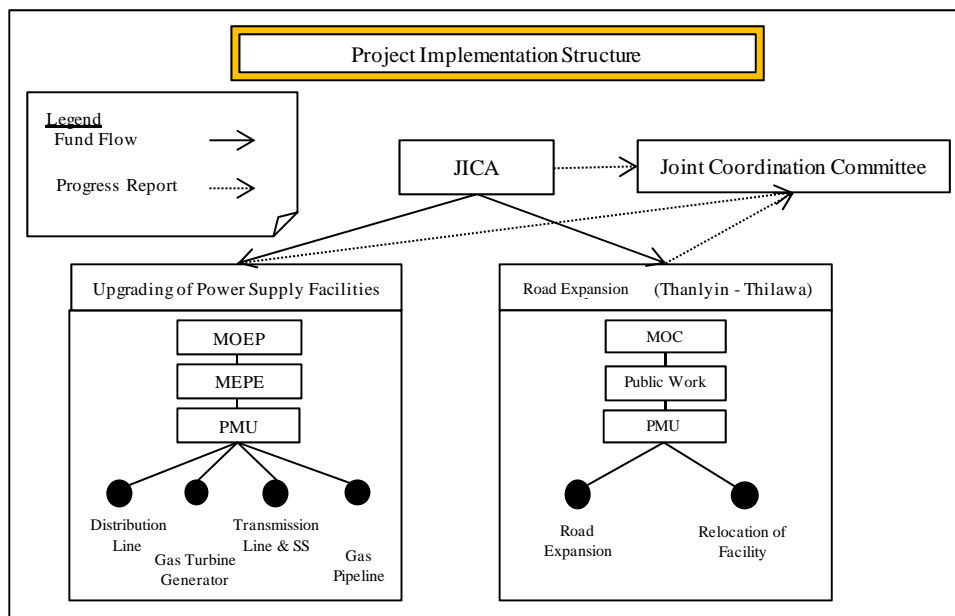 Project Implementation Structure
Legend
Fund Flow
Progress Report
JICA
Joint Coordination Committee
Upgrading of Power Supply Facilities
Road Expansion (Thanlyin - Thilawa)
MOEP
MEPE
PMU
Distribution
Line
Gas Turbine
Generator
Transmission
Line & SS
Gas
Pipeline
MOC
Public Work
PMU
Road
Expansion
Relocation of
Facility